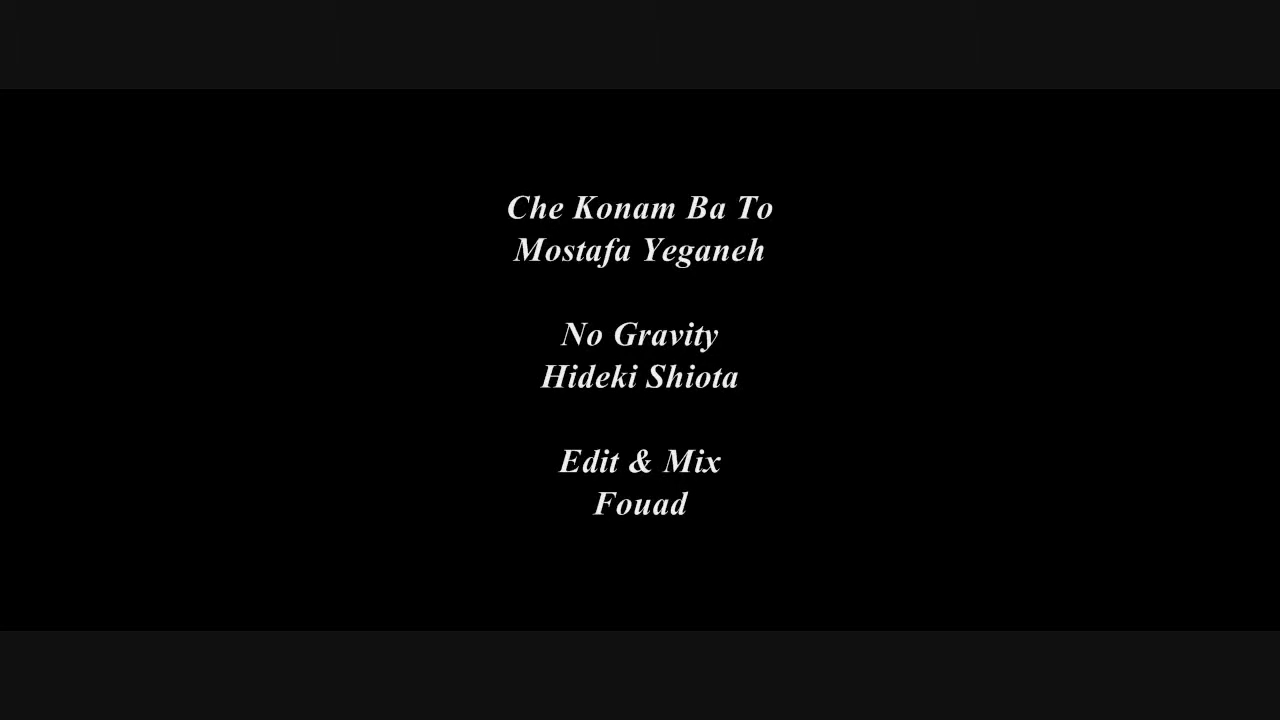 Che Konam Ba To
Mostafa Yeganeh
No Gravity
Hideki Shiota
Edit & Mix
Fouad